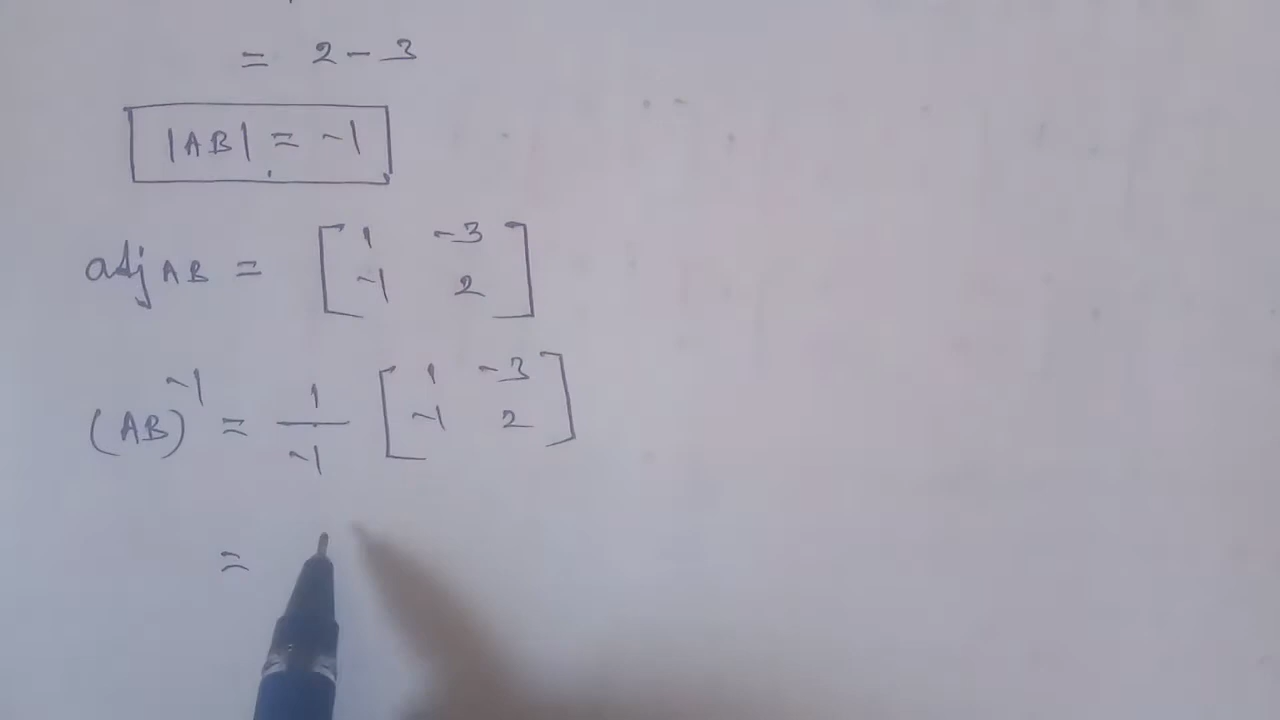 = 2 - 3
|AB| = -1
adj AB = [ 1 -3
-1 2 ]
(AB)^-1 = 1/-1 [ 1 -3
-1 2 ]
=